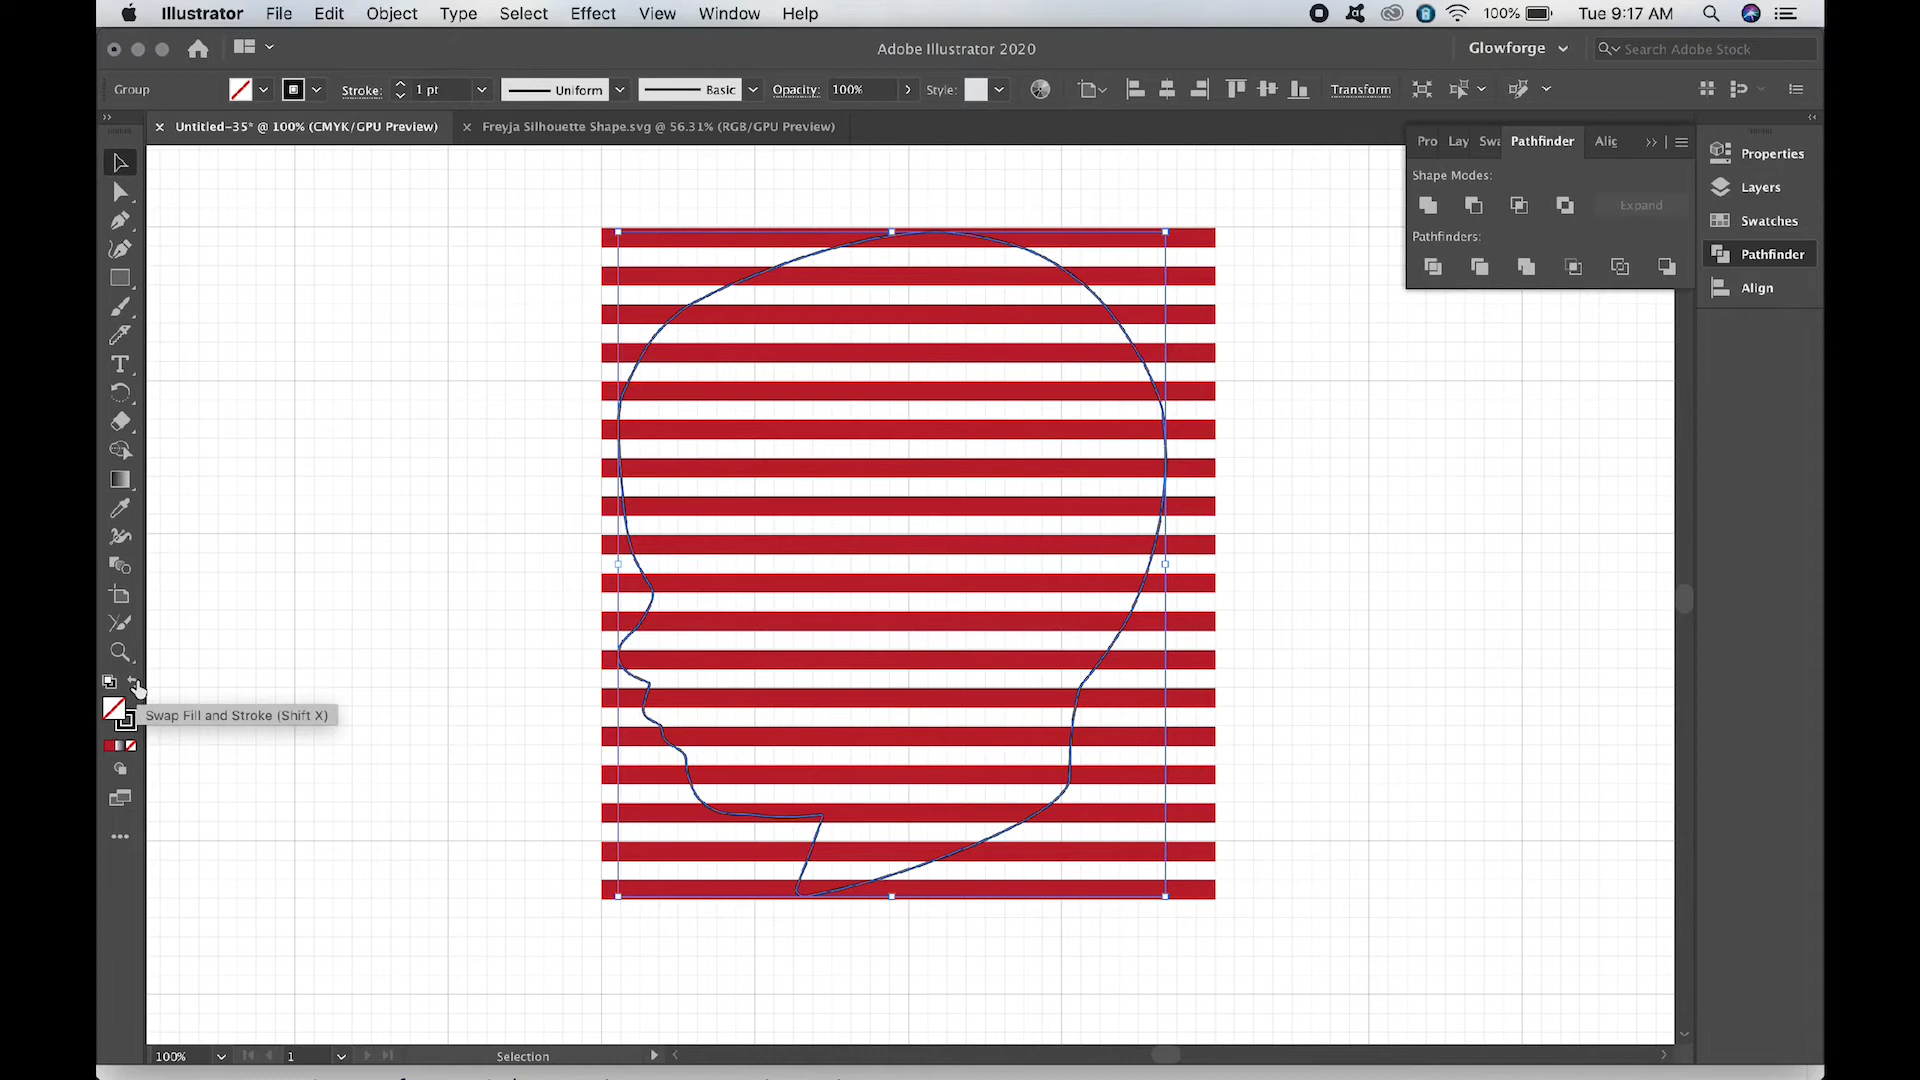 Illustrator File Edit Object Type Select Effect View Window Help 100% Tue 9:17 AM
Adobe Illustrator 2020 Glowforge Search Adobe Stock
Group Stroke: 1 pt Uniform Basic Opacity: 100% Style: Transform
Untitled-35* @ 100% (CMYK/GPU Preview) Freyja Silhouette Shape.svg @ 56.31% (RGB/GPU Preview)
Pro Lay Swa Pathfinder Alig
Shape Modes:
Expand
Pathfinders:
Properties
Layers
Swatches
Pathfinder
Align
Swap Fill and Stroke (Shift X)
100% 1 Selection